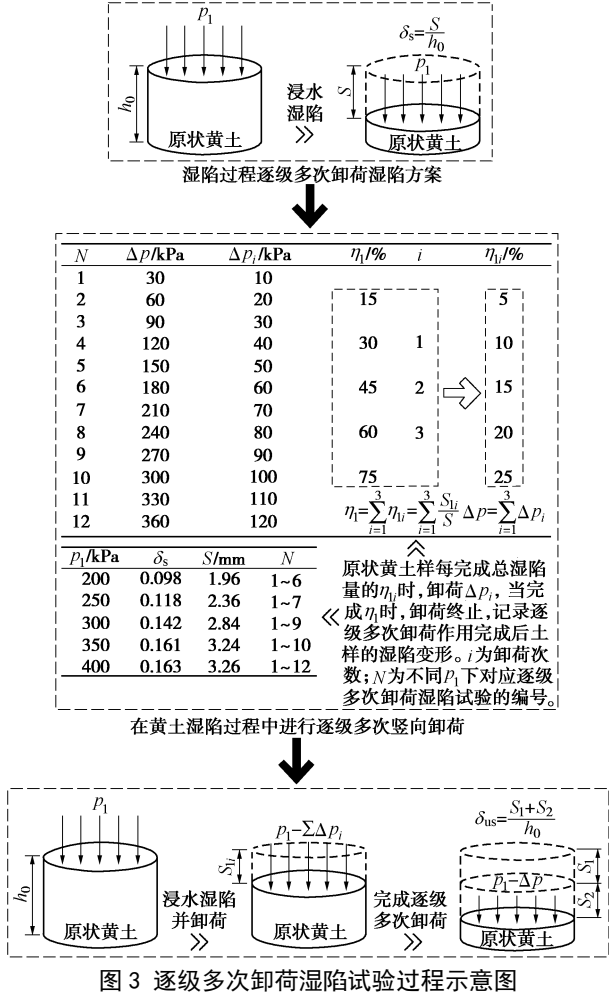 p₁
δₛ=S/h₀
p₁
h₀
浸水
湿陷
S
原状黄土
原状黄土
湿陷过程逐级多次卸荷湿陷方案
N Δp/kPa Δpᵢ/kPa η₁/% i η₁ᵢ/%
1 30 10
2 60 20 15 5
3 90 30
4 120 40 30 1 10
5 150 50
6 180 60 45 2 15
7 210 70
8 240 80 60 3 20
9 270 90
10 300 100 75 25
11 330 110
12 360 120
η₁=∑³ᵢ₌₁η₁ᵢ=∑³ᵢ₌₁S₁ᵢ/S Δp=∑³ᵢ₌₁Δpᵢ
p₁/kPa δₛ S/mm N
200 0.098 1.96 1~6
250 0.118 2.36 1~7
300 0.142 2.84 1~9
350 0.161 3.24 1~10
400 0.163 3.26 1~12
原状黄土样每完成总湿陷
量的η₁ᵢ时,卸荷Δpᵢ, 当完
成η₁时,卸荷终止,记录逐
级多次卸荷作用完成后土
样的湿陷变形。i为卸荷次
数;N为不同p₁下对应逐级
多次卸荷湿陷试验的编号。
在黄土湿陷过程中进行逐级多次竖向卸荷
p₁
h₀
原状黄土
浸水湿陷
并卸荷
p₁−ΣΔpᵢ
S₁ᵢ
原状黄土
完成逐级
多次卸荷
δᵤₛ=S₁+S₂/h₀
S₁
p₁−Δp
S₂
原状黄土
图 3 逐级多次卸荷湿陷试验过程示意图